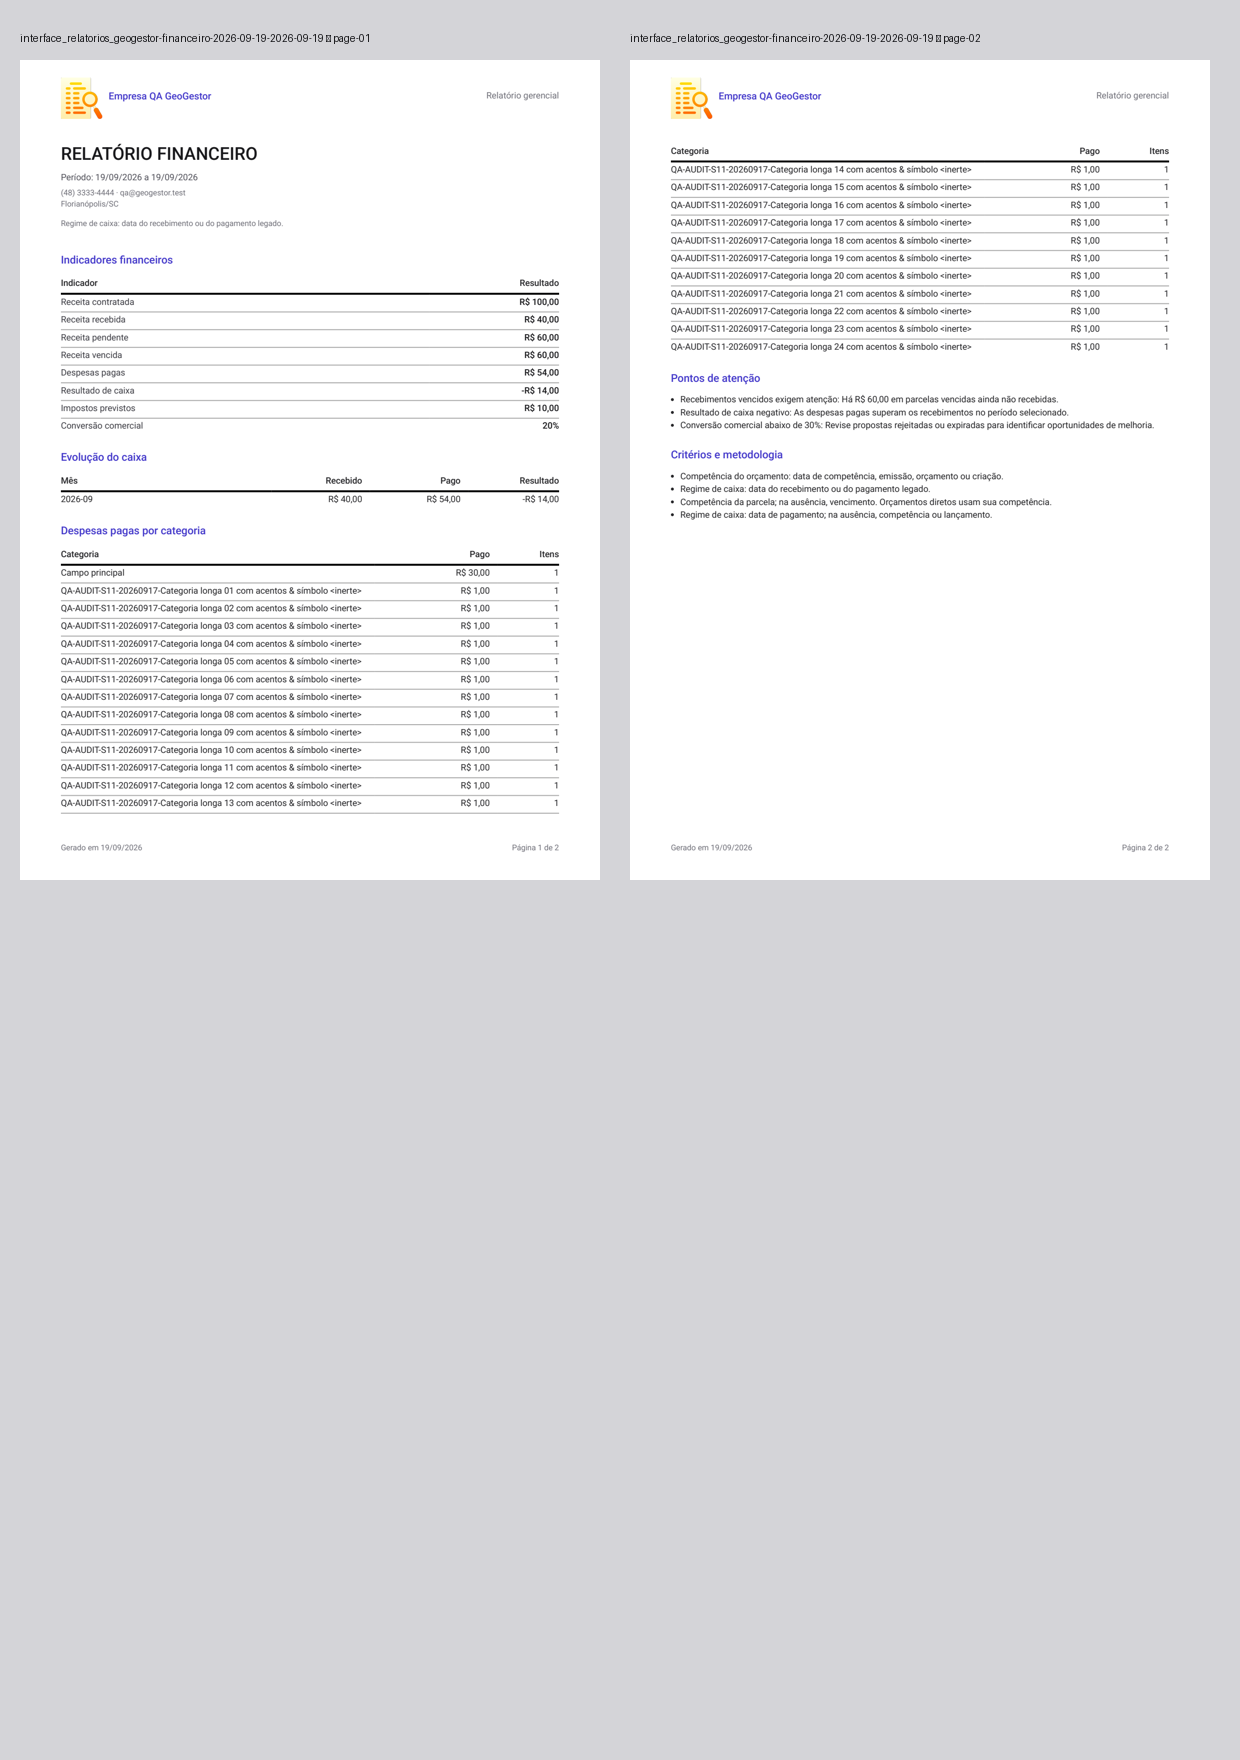 interface_relatorios_geogestor-financeiro-2026-09-19-2026-09-19 page-01
Empresa QA GeoGestor
Relatório gerencial
RELATÓRIO FINANCEIRO
Período: 19/09/2026 a 19/09/2026
(48) 3333-4444 · qa@geogestor.test
Florianópolis/SC
Regime de caixa: data do recebimento ou do pagamento legado.
Indicadores financeiros
Indicador Resultado
Receita contratada R$ 100,00
Receita recebida R$ 40,00
Receita pendente R$ 60,00
Receita vencida R$ 60,00
Despesas pagas R$ 54,00
Resultado de caixa -R$ 14,00
Impostos previstos R$ 10,00
Conversão comercial 20%
Evolução do caixa
Mês Recebido Pago Resultado
2026-09 R$ 40,00 R$ 54,00 -R$ 14,00
Despesas pagas por categoria
Categoria Pago Itens
Campo principal R$ 30,00 1
QA-AUDIT-S11-20260917-Categoria longa 01 com acentos & símbolo <inerte> R$ 1,00 1
QA-AUDIT-S11-20260917-Categoria longa 02 com acentos & símbolo <inerte> R$ 1,00 1
QA-AUDIT-S11-20260917-Categoria longa 03 com acentos & símbolo <inerte> R$ 1,00 1
QA-AUDIT-S11-20260917-Categoria longa 04 com acentos & símbolo <inerte> R$ 1,00 1
QA-AUDIT-S11-20260917-Categoria longa 05 com acentos & símbolo <inerte> R$ 1,00 1
QA-AUDIT-S11-20260917-Categoria longa 06 com acentos & símbolo <inerte> R$ 1,00 1
QA-AUDIT-S11-20260917-Categoria longa 07 com acentos & símbolo <inerte> R$ 1,00 1
QA-AUDIT-S11-20260917-Categoria longa 08 com acentos & símbolo <inerte> R$ 1,00 1
QA-AUDIT-S11-20260917-Categoria longa 09 com acentos & símbolo <inerte> R$ 1,00 1
QA-AUDIT-S11-20260917-Categoria longa 10 com acentos & símbolo <inerte> R$ 1,00 1
QA-AUDIT-S11-20260917-Categoria longa 11 com acentos & símbolo <inerte> R$ 1,00 1
QA-AUDIT-S11-20260917-Categoria longa 12 com acentos & símbolo <inerte> R$ 1,00 1
QA-AUDIT-S11-20260917-Categoria longa 13 com acentos & símbolo <inerte> R$ 1,00 1
Gerado em 19/09/2026 Página 1 de 2
interface_relatorios_geogestor-financeiro-2026-09-19-2026-09-19 page-02
Empresa QA GeoGestor
Relatório gerencial
Categoria Pago Itens
QA-AUDIT-S11-20260917-Categoria longa 14 com acentos & símbolo <inerte> R$ 1,00 1
QA-AUDIT-S11-20260917-Categoria longa 15 com acentos & símbolo <inerte> R$ 1,00 1
QA-AUDIT-S11-20260917-Categoria longa 16 com acentos & símbolo <inerte> R$ 1,00 1
QA-AUDIT-S11-20260917-Categoria longa 17 com acentos & símbolo <inerte> R$ 1,00 1
QA-AUDIT-S11-20260917-Categoria longa 18 com acentos & símbolo <inerte> R$ 1,00 1
QA-AUDIT-S11-20260917-Categoria longa 19 com acentos & símbolo <inerte> R$ 1,00 1
QA-AUDIT-S11-20260917-Categoria longa 20 com acentos & símbolo <inerte> R$ 1,00 1
QA-AUDIT-S11-20260917-Categoria longa 21 com acentos & símbolo <inerte> R$ 1,00 1
QA-AUDIT-S11-20260917-Categoria longa 22 com acentos & símbolo <inerte> R$ 1,00 1
QA-AUDIT-S11-20260917-Categoria longa 23 com acentos & símbolo <inerte> R$ 1,00 1
QA-AUDIT-S11-20260917-Categoria longa 24 com acentos & símbolo <inerte> R$ 1,00 1
Pontos de atenção
• Recebimentos vencidos exigem atenção: Há R$ 60,00 em parcelas vencidas ainda não recebidas.
• Resultado de caixa negativo: As despesas pagas superam os recebimentos no período selecionado.
• Conversão comercial abaixo de 30%: Revise propostas rejeitadas ou expiradas para identificar oportunidades de melhoria.
Critérios e metodologia
• Competência do orçamento: data de competência, emissão, orçamento ou criação.
• Regime de caixa: data do recebimento ou do pagamento legado.
• Competência da parcela; na ausência, vencimento. Orçamentos diretos usam sua competência.
• Regime de caixa: data de pagamento; na ausência, competência ou lançamento.
Gerado em 19/09/2026 Página 2 de 2